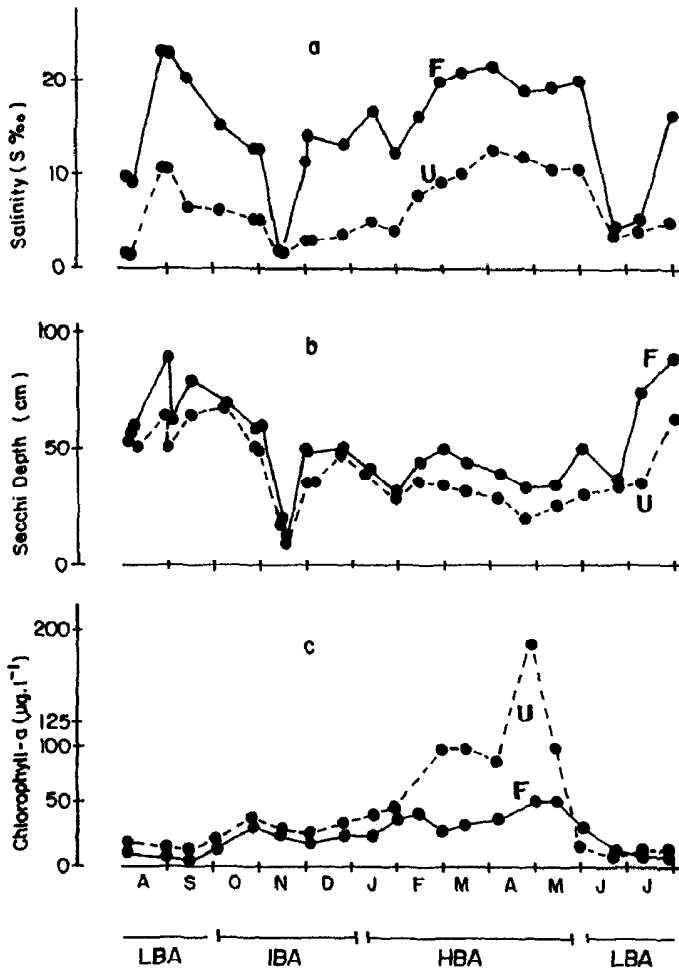 a
Salinity (S ‰)
20
10
0
F
U
b
Secchi Depth (cm)
100
50
0
F
U
c
Chlorophyll-a (µg.l⁻¹)
200
125
100
50
0
U
F
A S O N D J F M A M J J
LBA IBA HBA LBA